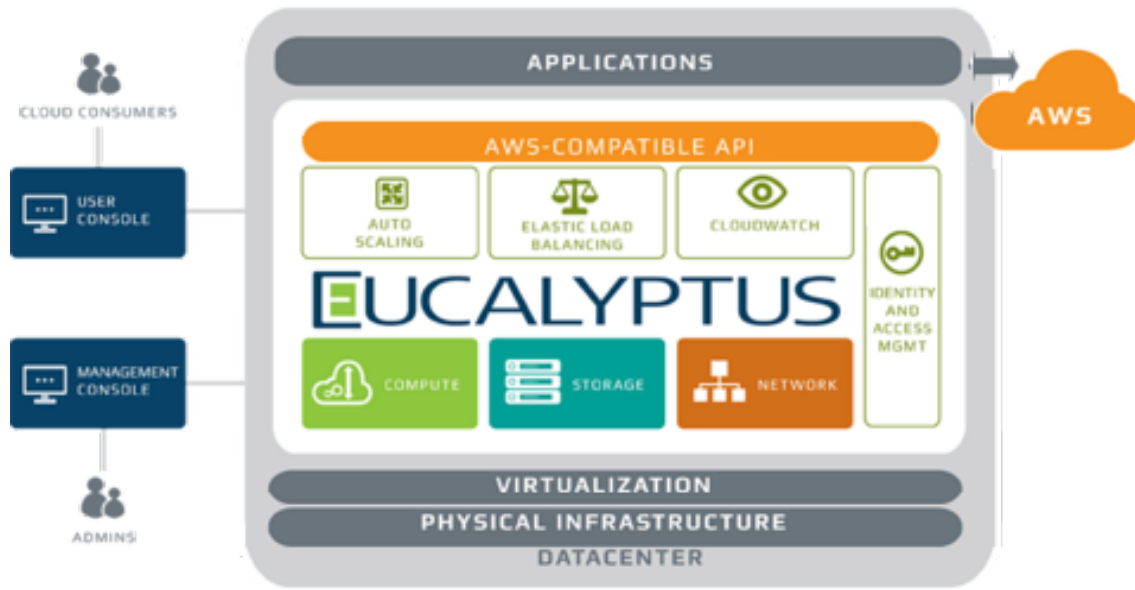 APPLICATIONS
AWS
CLOUD CONSUMERS
AWS-COMPATIBLE API
USER
CONSOLE
AUTO
SCALING
ELASTIC LOAD
BALANCING
CLOUDWATCH
IDENTITY
AND
ACCESS
MGMT
EUCALYPTUS
MANAGEMENT
CONSOLE
COMPUTE
STORAGE
NETWORK
ADMINS
VIRTUALIZATION
PHYSICAL INFRASTRUCTURE
DATACENTER